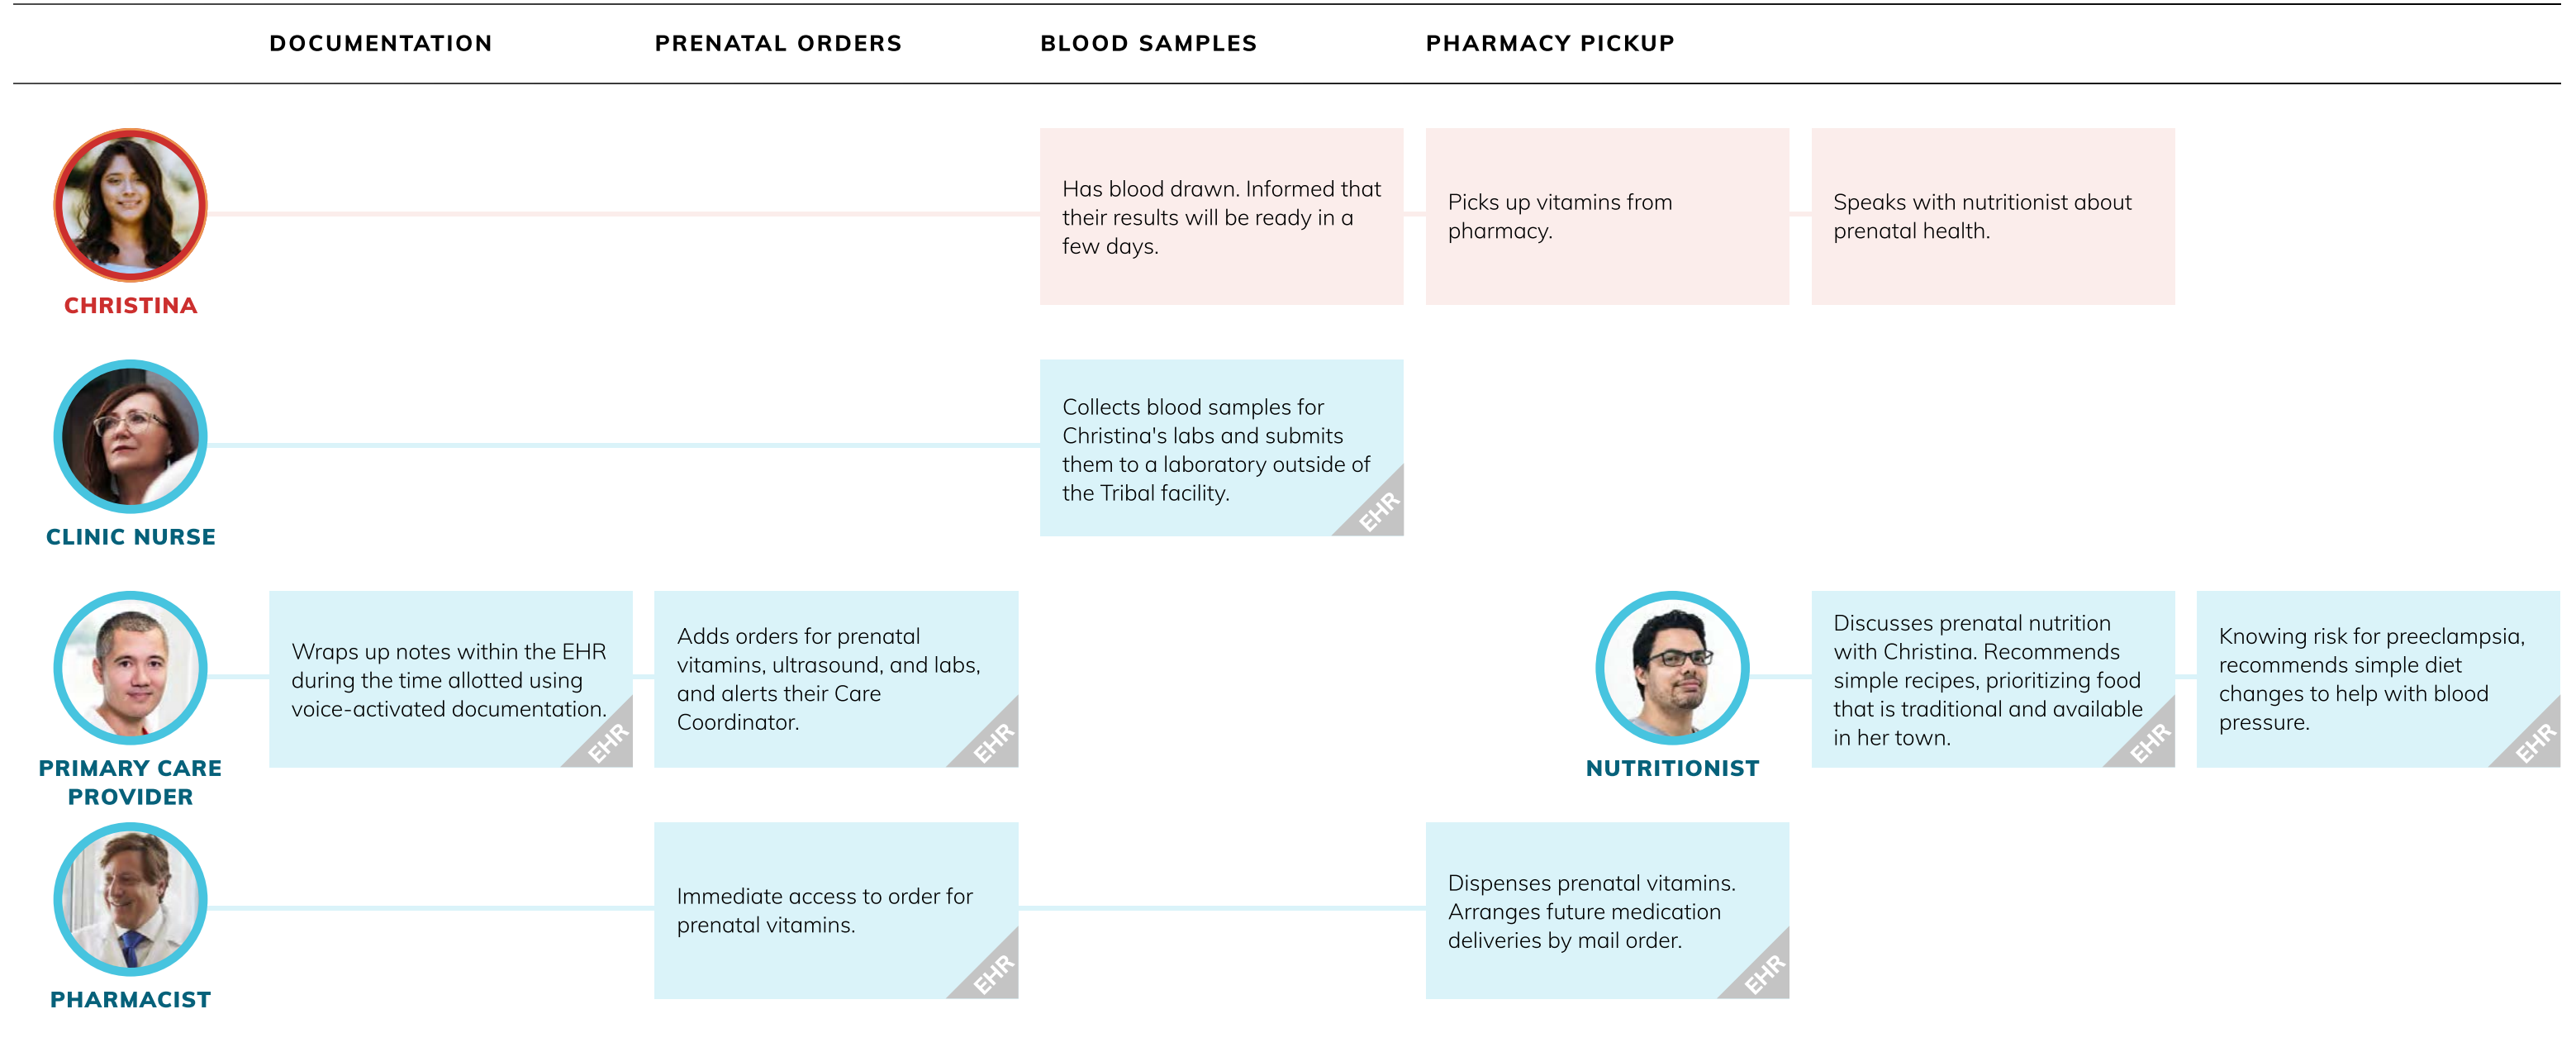 DOCUMENTATION
PRENATAL ORDERS
BLOOD SAMPLES
PHARMACY PICKUP
CHRISTINA
Has blood drawn. Informed that
their results will be ready in a
few days.
Picks up vitamins from
pharmacy.
Speaks with nutritionist about
prenatal health.
CLINIC NURSE
Collects blood samples for
Christina's labs and submits
them to a laboratory outside of
the Tribal facility.
EHR
PRIMARY CARE
PROVIDER
Wraps up notes within the EHR
during the time allotted using
voice-activated documentation.
EHR
Adds orders for prenatal
vitamins, ultrasound, and labs,
and alerts their Care
Coordinator.
EHR
NUTRITIONIST
Discusses prenatal nutrition
with Christina. Recommends
simple recipes, prioritizing food
that is traditional and available
in her town.
EHR
Knowing risk for preeclampsia,
recommends simple diet
changes to help with blood
pressure.
EHR
PHARMACIST
Immediate access to order for
prenatal vitamins.
EHR
Dispenses prenatal vitamins.
Arranges future medication
deliveries by mail order.
EHR